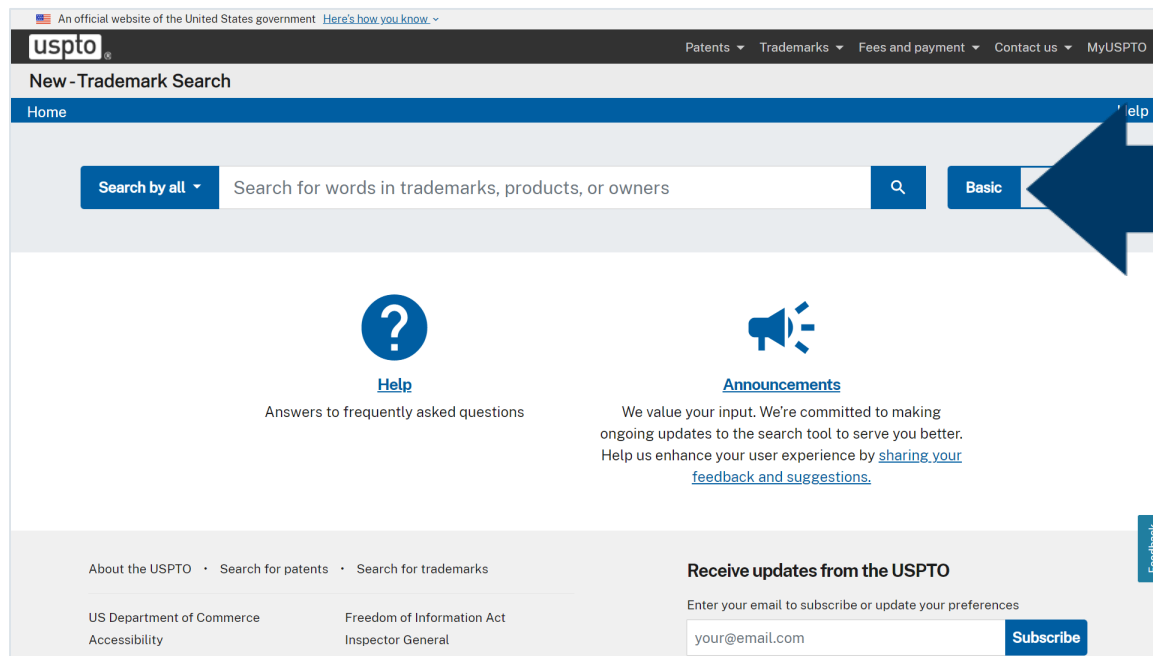 An official website of the United States government Here's how you know
uspto ®
Patents Trademarks Fees and payment Contact us MyUSPTO
New - Trademark Search
Home
Search by all Search for words in trademarks, products, or owners Basic
Help
Answers to frequently asked questions
Announcements
We value your input. We're committed to making
ongoing updates to the search tool to serve you better.
Help us enhance your user experience by sharing your
feedback and suggestions.
About the USPTO • Search for patents • Search for trademarks
US Department of Commerce
Accessibility
Freedom of Information Act
Inspector General
Receive updates from the USPTO
Enter your email to subscribe or update your preferences
your@email.com Subscribe